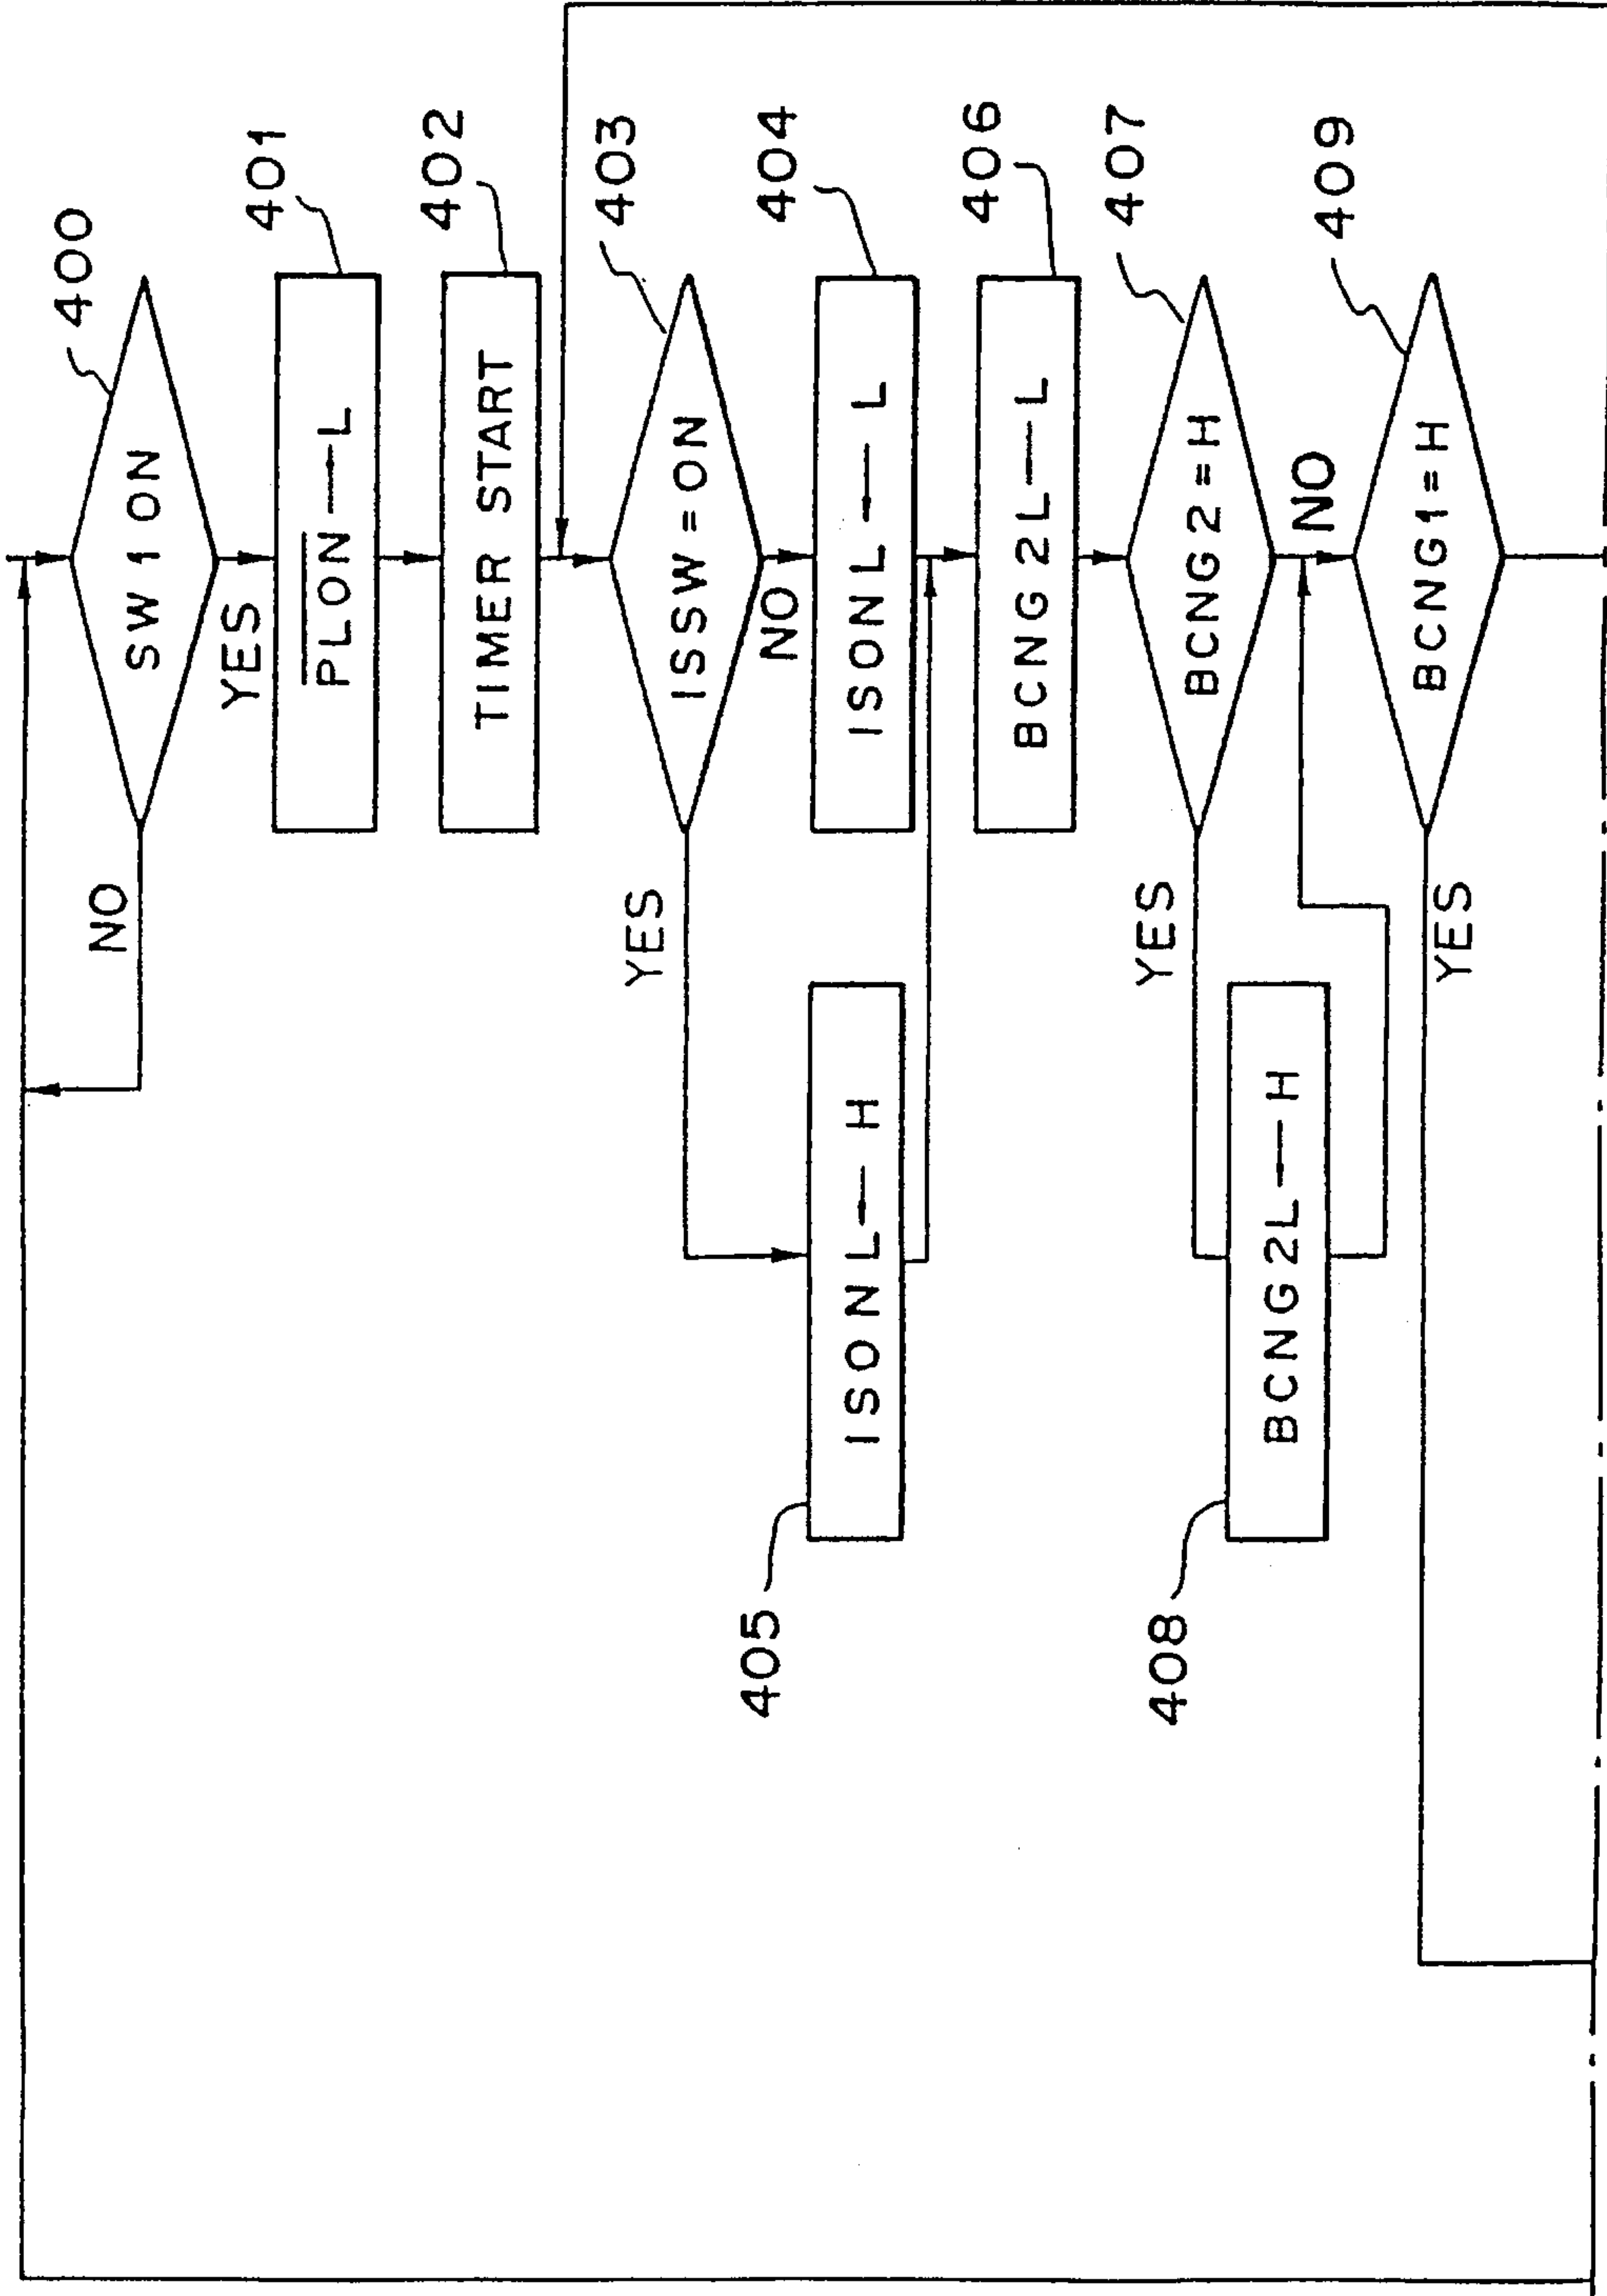 400
SW1 ON
NO
YES
401
PLON ← L
402
TIMER START
403
ISSW = ON
YES
NO
404
ISONL ← L
405
ISONL ← H
406
BCNG2L ← L
407
BCNG2 = H
YES
NO
408
BCNG2L ← H
409
BCNG1 = H
YES